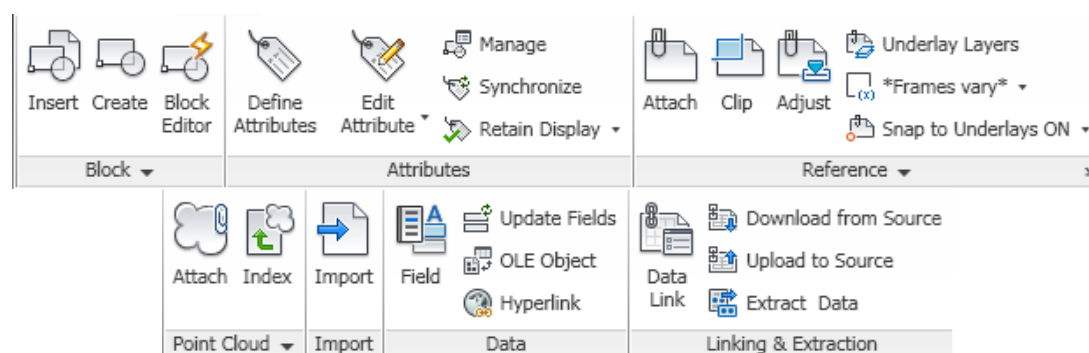 Insert Create Block Editor Define Attributes Edit Attribute Manage Synchronize Retain Display Attach Clip Adjust Underlay Layers *Frames vary* Snap to Underlays ON
Block Attributes Reference
Attach Index Import Field Update Fields OLE Object Hyperlink Data Link Download from Source Upload to Source Extract Data
Point Cloud Import Data Linking & Extraction